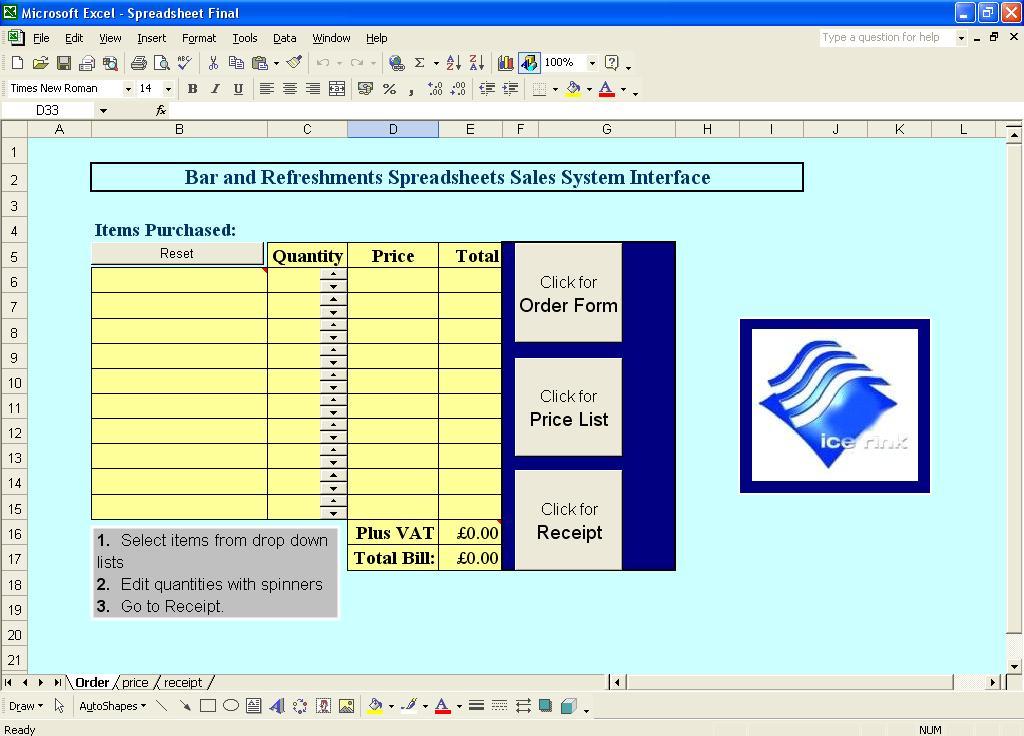 Microsoft Excel - Spreadsheet Final
File Edit View Insert Format Tools Data Window Help
Type a question for help
100%
Times New Roman 14 B I U
D33 fx
A B C D E F G H I J K L
1
2 Bar and Refreshments Spreadsheets Sales System Interface
3
4 Items Purchased:
5 Reset Quantity Price Total
6
Click for
Order Form
7
8
9
10
Click for
Price List
11
12
13
14
15
Click for
Receipt
ice rink
16 Plus VAT £0.00
17 Total Bill: £0.00
1. Select items from drop down
lists
2. Edit quantities with spinners
3. Go to Receipt.
18
19
20
21
Order price receipt
Draw AutoShapes
Ready NUM